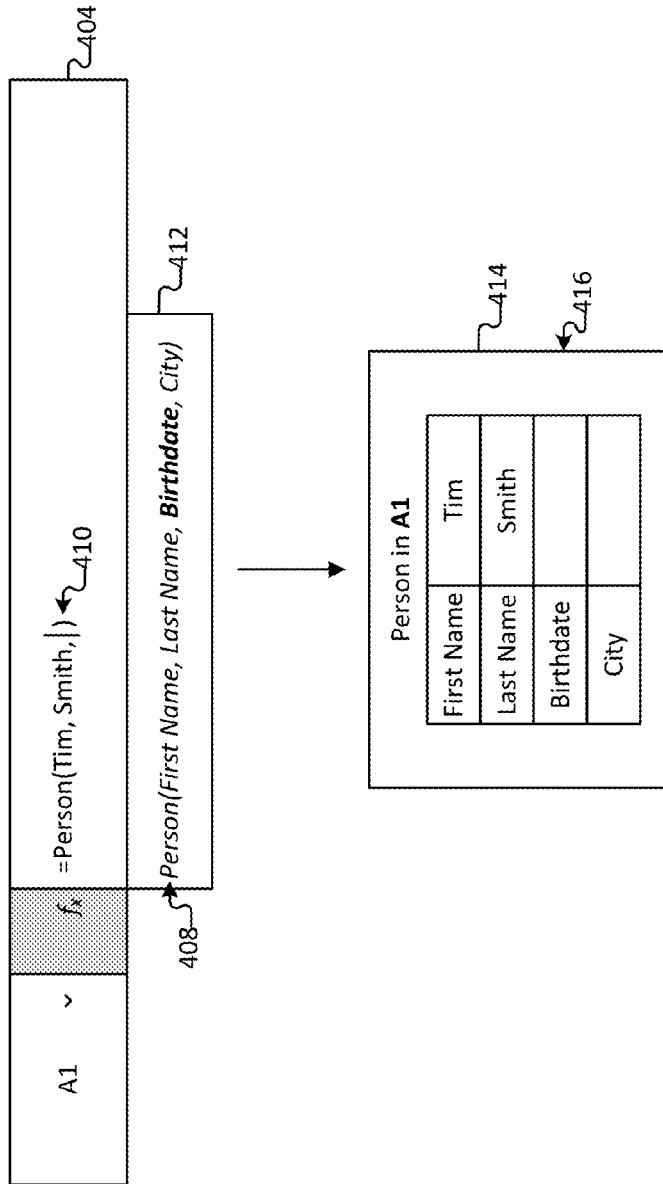 404
A1 ⌄ fx =Person(Tim, Smith,|) 410
408 Person(First Name, Last Name, Birthdate, City) 412
414
Person in A1
First Name Tim
Last Name Smith
Birthdate 416
City